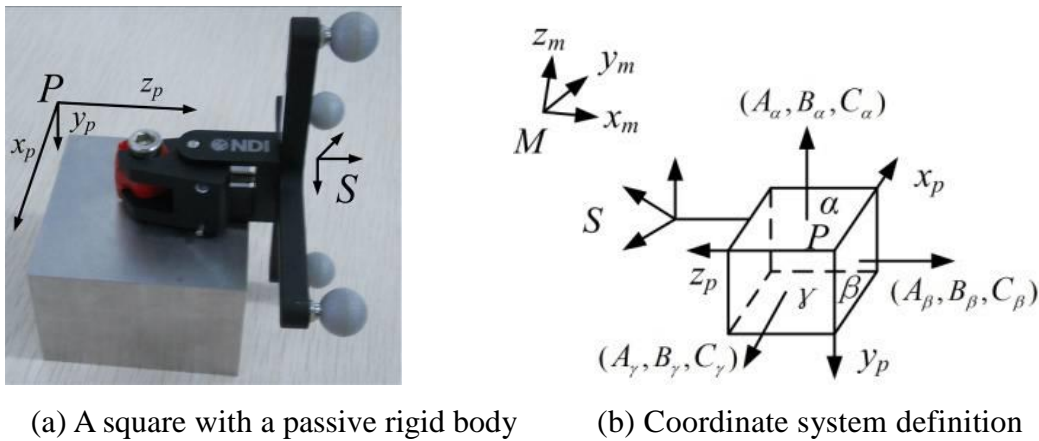 P
z_p
y_p
x_p
NDI
S
(a) A square with a passive rigid body
z_m
y_m
x_m
M
(A_α, B_α, C_α)
x_p
α
S
P
z_p
γ
β
(A_β, B_β, C_β)
(A_γ, B_γ, C_γ)
y_p
(b) Coordinate system definition